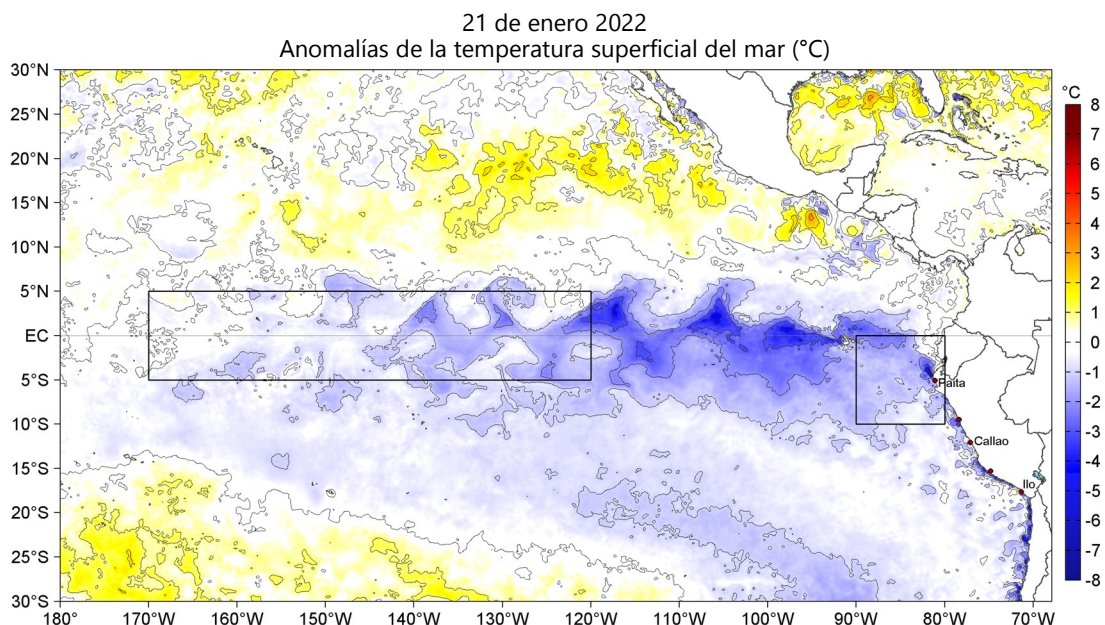 21 de enero 2022
Anomalías de la temperatura superficial del mar (°C)
30°N
25°N
20°N
15°N
10°N
5°N
EC
5°S
10°S
15°S
20°S
25°S
30°S
180°W 170°W 160°W 150°W 140°W 130°W 120°W 110°W 100°W 90°W 80°W 70°W
Paita
Callao
Ilo
°C
8
7
6
5
4
3
2
1
0
-1
-2
-3
-4
-5
-6
-7
-8